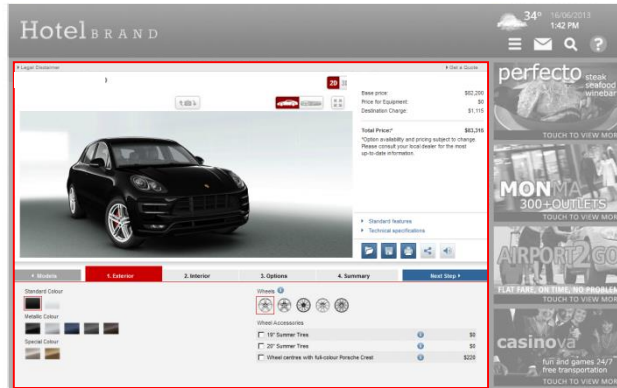 Hotel BRAND
34° 16/06/2013
1:42 PM
Legal Disclaimer
Get a Quote
2D
Base price: $82,200
Price for Equipment: $0
Destination Charge: $1,115
Total Price:* $83,315
*Option availability and pricing subject to change.
Please consult your local dealer for the most
up-to-date information.
Standard features
Technical specifications
Models
1. Exterior
2. Interior
3. Options
4. Summary
Next Step
Standard Colour
Metallic Colour
Special Colour
Wheels
Wheel Accessories
19" Summer Tires $0
20" Summer Tires $0
Wheel centres with full-colour Porsche Crest $220
perfecto steak
seafood
winebar
TOUCH TO VIEW MOR
MONMA
300+OUTLETS
TOUCH TO VIEW MOR
AIRPORT2GO
FLAT FARE, ON TIME, NO PROBLEM
TOUCH TO VIEW MOR
casinova
fun and games 24/7
free transportation
TOUCH TO VIEW MOR